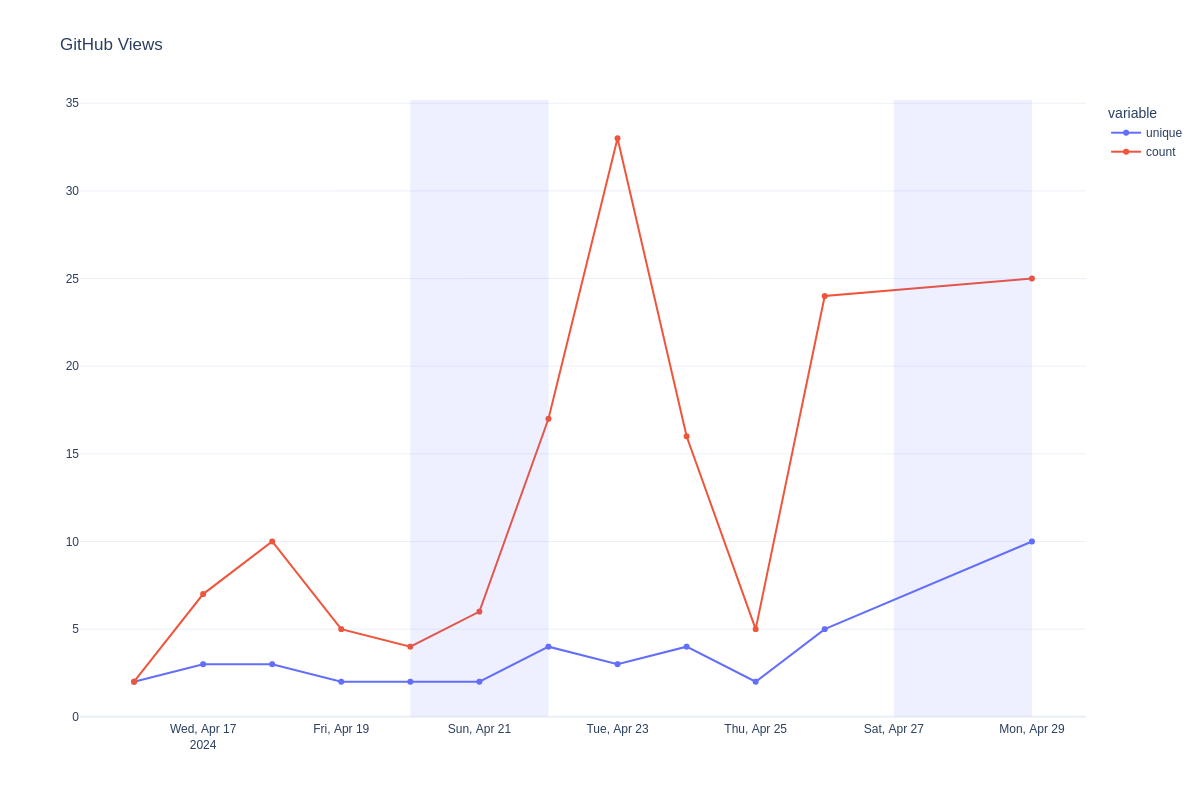 GitHub Views
variable
unique
count
35
30
25
20
15
10
5
0
Wed, Apr 17
2024
Fri, Apr 19
Sun, Apr 21
Tue, Apr 23
Thu, Apr 25
Sat, Apr 27
Mon, Apr 29